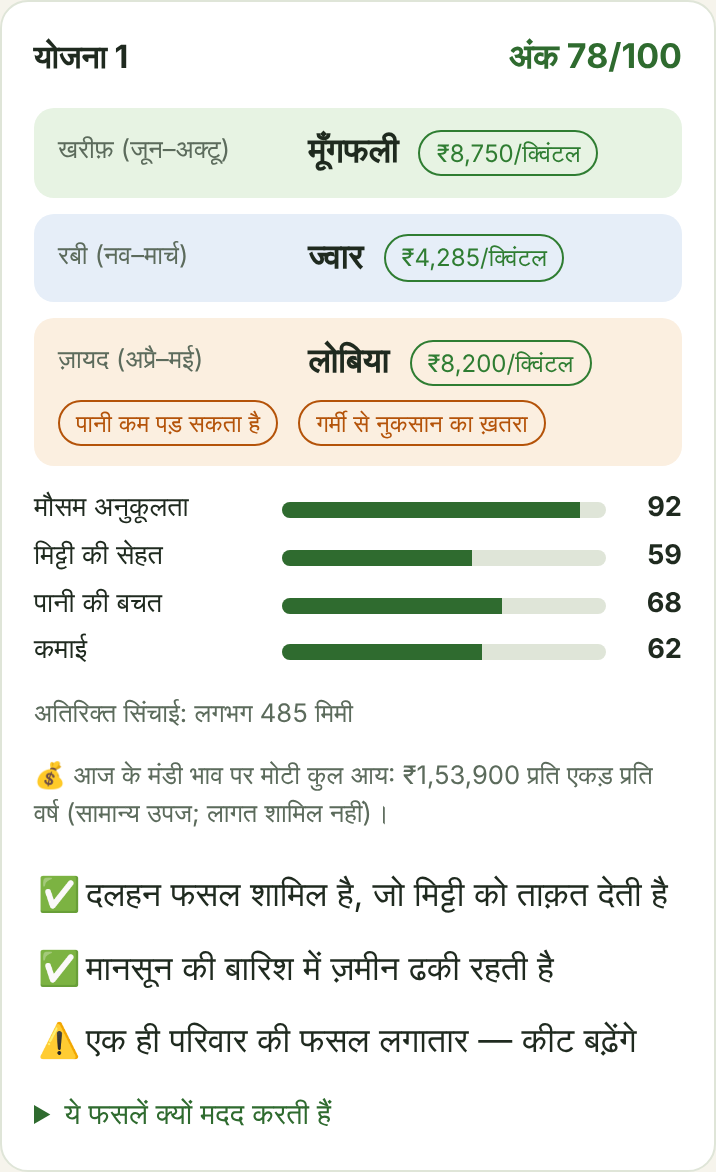 योजना 1
अंक 78/100
खरीफ़ (जून–अक्टू)
मूँगफली
₹8,750/क्विंटल
रबी (नव–मार्च)
ज्वार
₹4,285/क्विंटल
ज़ायद (अप्रै–मई)
लोबिया
₹8,200/क्विंटल
पानी कम पड़ सकता है
गर्मी से नुकसान का ख़तरा
मौसम अनुकूलता 92
मिट्टी की सेहत 59
पानी की बचत 68
कमाई 62
अतिरिक्त सिंचाई: लगभग 485 मिमी
💰 आज के मंडी भाव पर मोटी कुल आय: ₹1,53,900 प्रति एकड़ प्रति
वर्ष (सामान्य उपज; लागत शामिल नहीं)।
✅ दलहन फसल शामिल है, जो मिट्टी को ताक़त देती है
✅ मानसून की बारिश में ज़मीन ढकी रहती है
⚠️ एक ही परिवार की फसल लगातार — कीट बढ़ेंगे
▶ ये फसलें क्यों मदद करती हैं